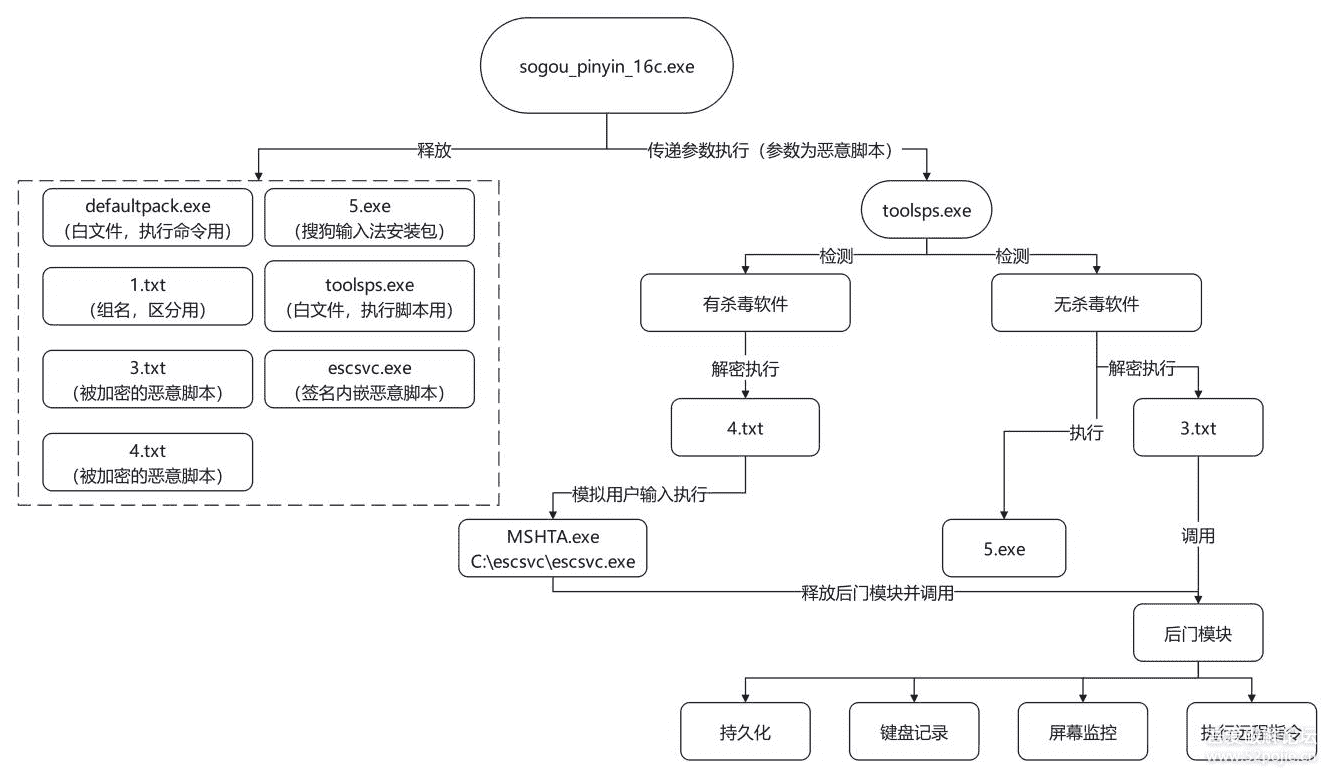 sogou_pinyin_16c.exe
释放
传递参数执行（参数为恶意脚本）
defaultpack.exe
（白文件，执行命令用）
5.exe
（搜狗输入法安装包）
1.txt
（组名，区分用）
toolsps.exe
（白文件，执行脚本用）
3.txt
（被加密的恶意脚本）
escsvc.exe
（签名内嵌恶意脚本）
4.txt
（被加密的恶意脚本）
toolsps.exe
检测
检测
有杀毒软件
无杀毒软件
解密执行
解密执行
4.txt
执行
3.txt
模拟用户输入执行
MSHTA.exe
C:\escsvc\escsvc.exe
5.exe
调用
释放后门模块并调用
后门模块
持久化
键盘记录
屏幕监控
执行远程指令
www.52pojie.cn